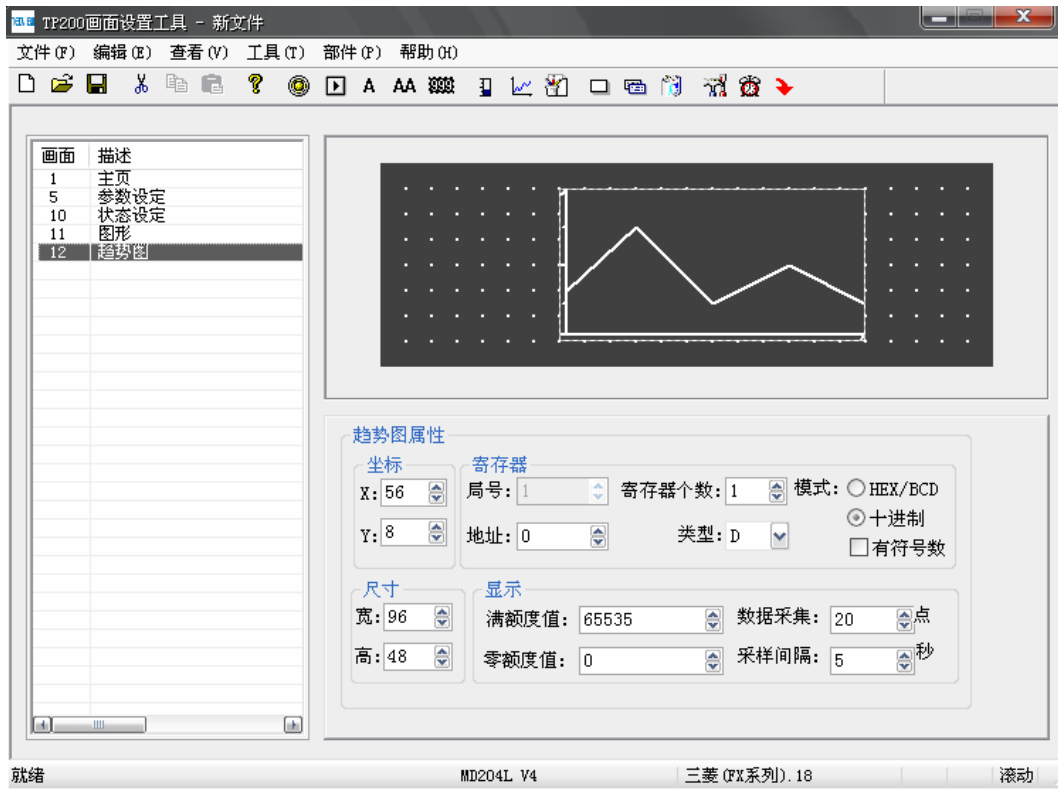 TP200画面设置工具 - 新文件
文件(F) 编辑(E) 查看(V) 工具(T) 部件(P) 帮助(H)
A AA
画面 描述
1 主页
5 参数设定
10 状态设定
11 图形
12 趋势图
趋势图属性
坐标 寄存器
X: 56 局号: 1 寄存器个数: 1 模式: HEX/BCD
十进制
Y: 8 地址: 0 类型: D
有符号数
尺寸 显示
宽: 96 满额度值: 65535 数据采集: 20 点
高: 48 零额度值: 0 采样间隔: 5 秒
就绪 MD204L V4 三菱(FX系列).18 滚动